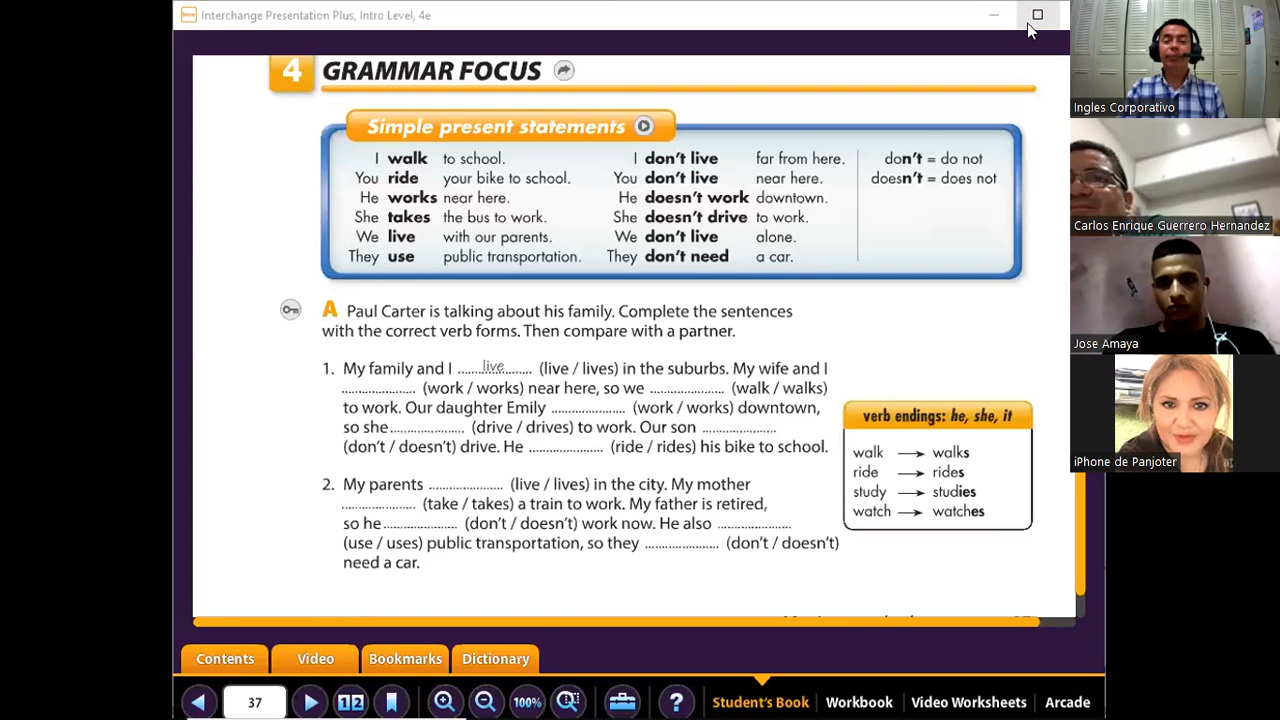 Interchange Presentation Plus, Intro Level, 4e
4 GRAMMAR FOCUS
Simple present statements
I walk to school. I don't live far from here. don't = do not
You ride your bike to school. You don't live near here. doesn't = does not
He works near here. He doesn't work downtown.
She takes the bus to work. She doesn't drive to work.
We live with our parents. We don't live alone.
They use public transportation. They don't need a car.
A Paul Carter is talking about his family. Complete the sentences
with the correct verb forms. Then compare with a partner.
1. My family and I ......live...... (live / lives) in the suburbs. My wife and I
.................. (work / works) near here, so we .................. (walk / walks)
to work. Our daughter Emily .................. (work / works) downtown,
so she .................. (drive / drives) to work. Our son ..................
(don't / doesn't) drive. He .................. (ride / rides) his bike to school.
2. My parents .................. (live / lives) in the city. My mother
.................. (take / takes) a train to work. My father is retired,
so he .................. (don't / doesn't) work now. He also ..................
(use / uses) public transportation, so they .................. (don't / doesn't)
need a car.
verb endings: he, she, it
walk → walks
ride → rides
study → studies
watch → watches
Contents Video Bookmarks Dictionary
37 12 100% ? Student's Book Workbook Video Worksheets Arcade
Ingles Corporativo
Carlos Enrique Guerrero Hernandez
Jose Amaya
iPhone de Panjoter